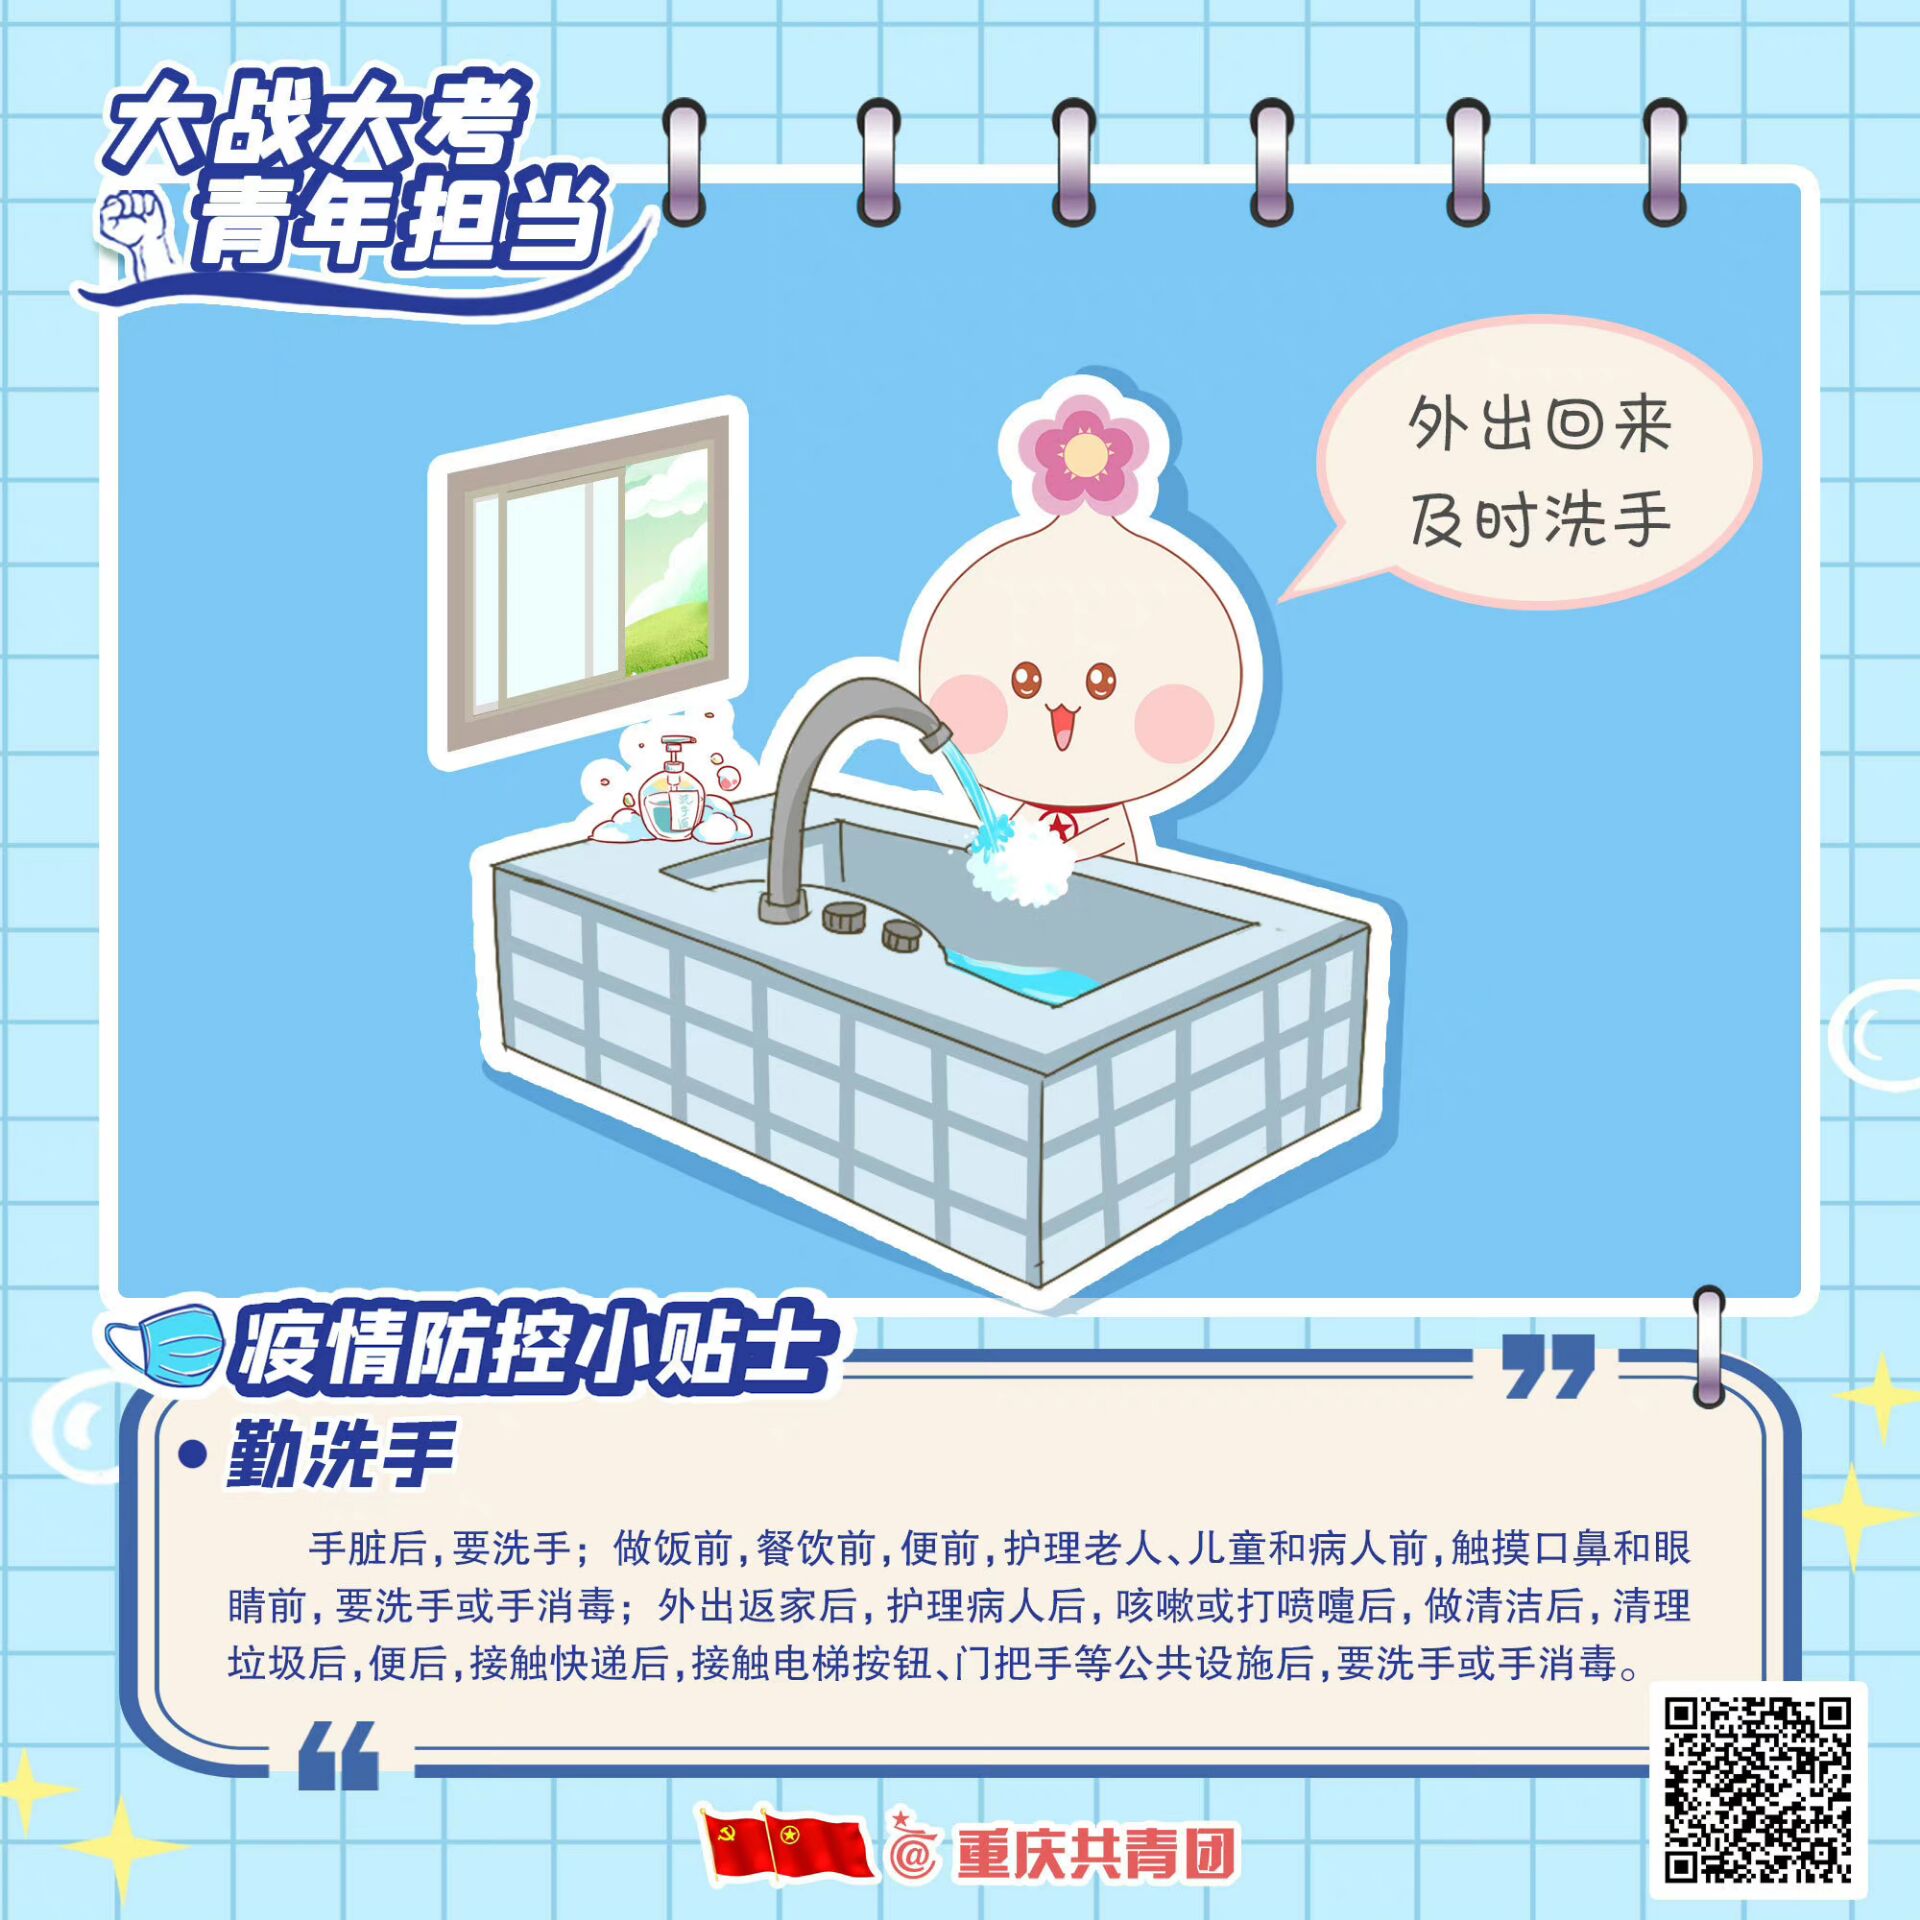 大战大考
青年担当
外出回来
及时洗手
疫情防控小贴士
• 勤洗手
手脏后,要洗手；做饭前,餐饮前,便前,护理老人、儿童和病人前,触摸口鼻和眼
睛前,要洗手或手消毒；外出返家后,护理病人后,咳嗽或打喷嚏后,做清洁后,清理
垃圾后,便后,接触快递后,接触电梯按钮、门把手等公共设施后,要洗手或手消毒。
@重庆共青团